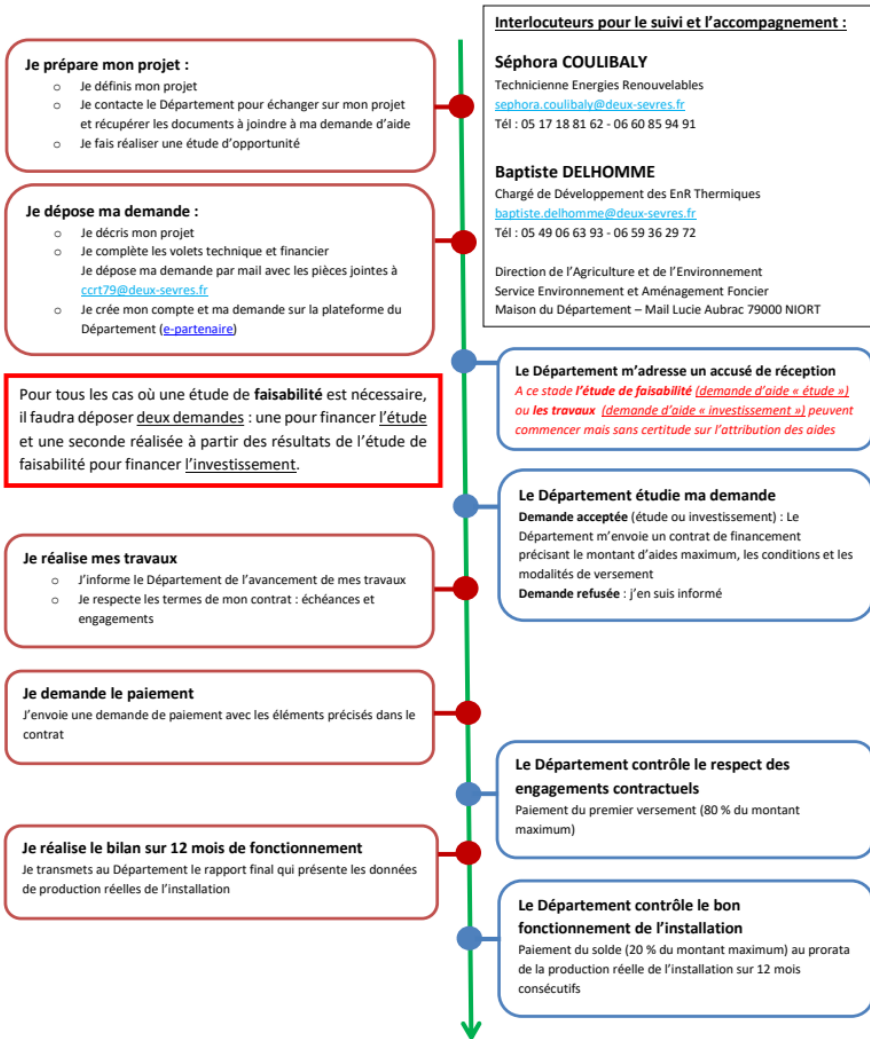 Interlocuteurs pour le suivi et l'accompagnement :
Séphora COULIBALY
Technicienne Energies Renouvelables
sephora.coulibaly@deux-sevres.fr
Tél : 05 17 18 81 62 - 06 60 85 94 91
Baptiste DELHOMME
Chargé de Développement des EnR Thermiques
baptiste.delhomme@deux-sevres.fr
Tél : 05 49 06 63 93 - 06 59 36 29 72
Direction de l'Agriculture et de l'Environnement
Service Environnement et Aménagement Foncier
Maison du Département – Mail Lucie Aubrac 79000 NIORT
Je prépare mon projet :
o Je définis mon projet
o Je contacte le Département pour échanger sur mon projet
et récupérer les documents à joindre à ma demande d'aide
o Je fais réaliser une étude d'opportunité
Je dépose ma demande :
o Je décris mon projet
o Je complète les volets technique et financier
Je dépose ma demande par mail avec les pièces jointes à
ccrt79@deux-sevres.fr
o Je crée mon compte et ma demande sur la plateforme du
Département (e-partenaire)
Le Département m'adresse un accusé de réception
A ce stade l'étude de faisabilité (demande d'aide « étude »)
ou les travaux (demande d'aide « investissement ») peuvent
commencer mais sans certitude sur l'attribution des aides
Pour tous les cas où une étude de faisabilité est nécessaire,
il faudra déposer deux demandes : une pour financer l'étude
et une seconde réalisée à partir des résultats de l'étude de
faisabilité pour financer l'investissement.
Le Département étudie ma demande
Demande acceptée (étude ou investissement) : Le
Département m'envoie un contrat de financement
précisant le montant d'aides maximum, les conditions et les
modalités de versement
Demande refusée : j'en suis informé
Je réalise mes travaux
o J'informe le Département de l'avancement de mes travaux
o Je respecte les termes de mon contrat : échéances et
engagements
Je demande le paiement
J'envoie une demande de paiement avec les éléments précisés dans le
contrat
Le Département contrôle le respect des
engagements contractuels
Paiement du premier versement (80 % du montant
maximum)
Je réalise le bilan sur 12 mois de fonctionnement
Je transmets au Département le rapport final qui présente les données
de production réelles de l'installation
Le Département contrôle le bon
fonctionnement de l'installation
Paiement du solde (20 % du montant maximum) au prorata
de la production réelle de l'installation sur 12 mois
consécutifs